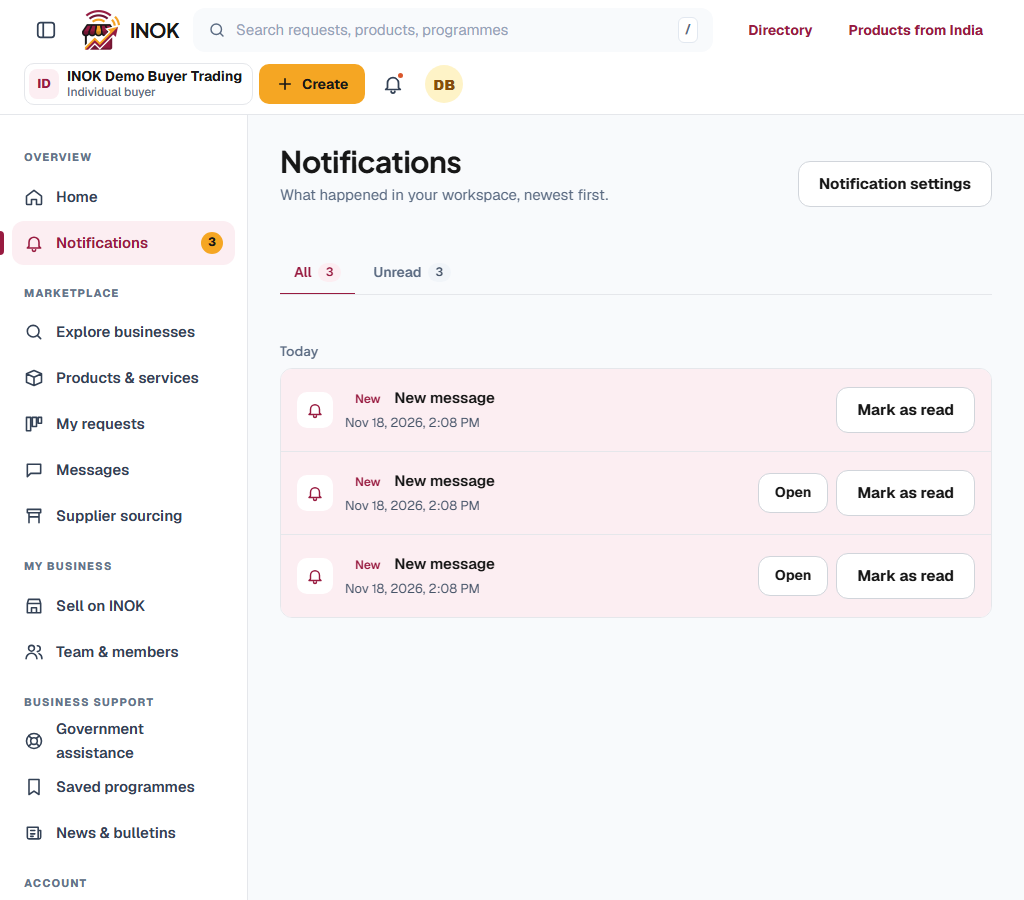 INOK
Search requests, products, programmes
/
Directory
Products from India
ID
INOK Demo Buyer Trading
Individual buyer
Create
DB
OVERVIEW
Home
Notifications 3
MARKETPLACE
Explore businesses
Products & services
My requests
Messages
Supplier sourcing
MY BUSINESS
Sell on INOK
Team & members
BUSINESS SUPPORT
Government
assistance
Saved programmes
News & bulletins
ACCOUNT
Notifications
What happened in your workspace, newest first.
Notification settings
All 3
Unread 3
Today
New New message
Nov 18, 2026, 2:08 PM
Mark as read
New New message
Nov 18, 2026, 2:08 PM
Open
Mark as read
New New message
Nov 18, 2026, 2:08 PM
Open
Mark as read